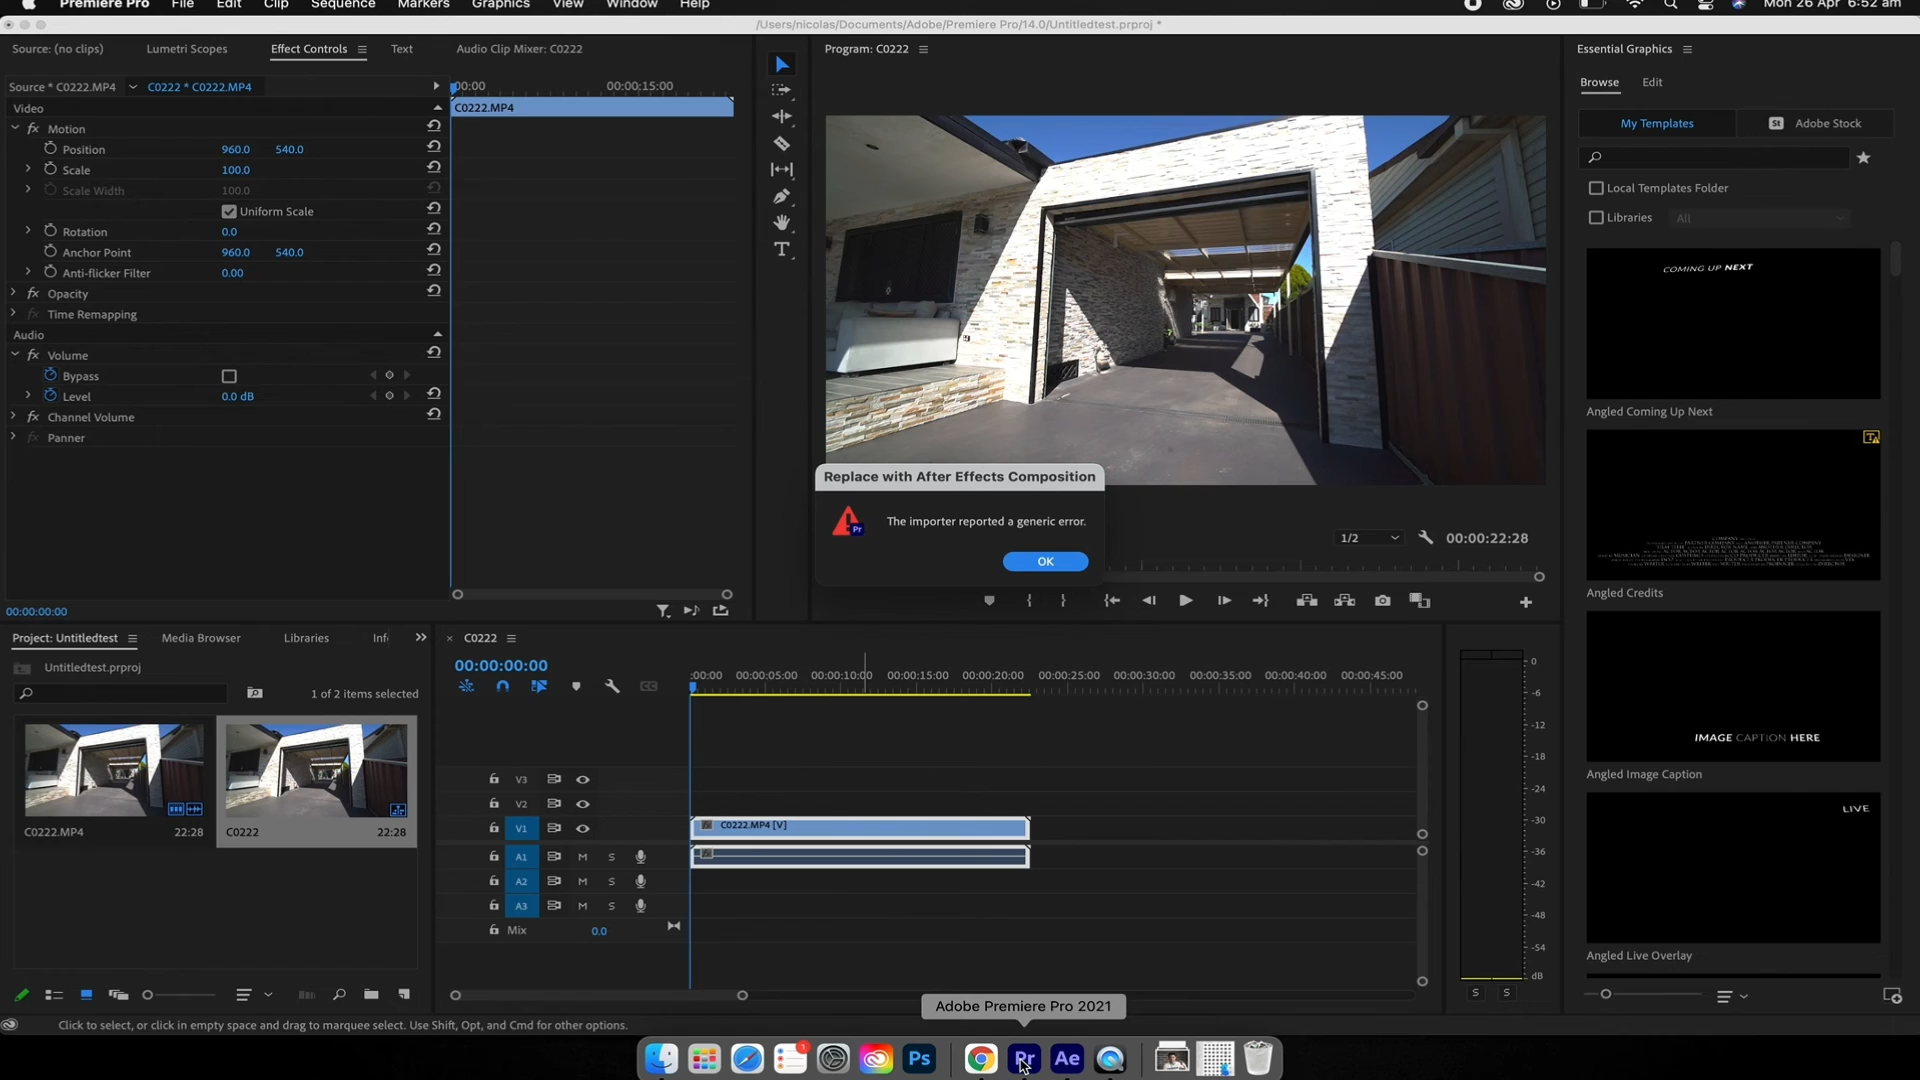 Premiere Pro File Edit Clip Sequence Markers Graphics View Window Help Mon 26 Apr 6:52 am
/Users/nicolas/Documents/Adobe/Premiere Pro/14.0/Untitledtest.prproj *
Source: (no clips) Lumetri Scopes Effect Controls Text Audio Clip Mixer: C0222
Program: C0222
Essential Graphics
Browse Edit
Source * C0222.MP4 C0222 * C0222.MP4
:00:00 00:00:15:00
Video
C0222.MP4
My Templates St Adobe Stock
fx Motion
Position 960.0 540.0
Scale 100.0
Scale Width 100.0
Uniform Scale
Rotation 0.0
Anchor Point 960.0 540.0
Anti-flicker Filter 0.00
fx Opacity
fx Time Remapping
Audio
fx Volume
Bypass
Level 0.0 dB
fx Channel Volume
fx Panner
00:00:00:00
Local Templates Folder
Libraries All
COMING UP NEXT
Angled Coming Up Next
Angled Credits
IMAGE CAPTION HERE
Angled Image Caption
LIVE
Angled Live Overlay
Replace with After Effects Composition
The importer reported a generic error.
Pr
OK
1/2 00:00:22:28
Project: Untitledtest Media Browser Libraries Inf
Untitledtest.prproj
1 of 2 items selected
C0222.MP4 22:28
C0222 22:28
C0222
00:00:00:00
:00:00 00:00:05:00 00:00:10:00 00:00:15:00 00:00:20:00 00:00:25:00 00:00:30:00 00:00:35:00 00:00:40:00 00:00:45:00
V3
V2
V1 C0222.MP4 [V]
A1 M S
A2 M S
A3 M S
Mix 0.0
0
-6
-12
-18
-24
-30
-36
-42
-48
-54
dB
S S
Adobe Premiere Pro 2021
Click to select, or click in empty space and drag to marquee select. Use Shift, Opt, and Cmd for other options.
1 Ps Pr Ae